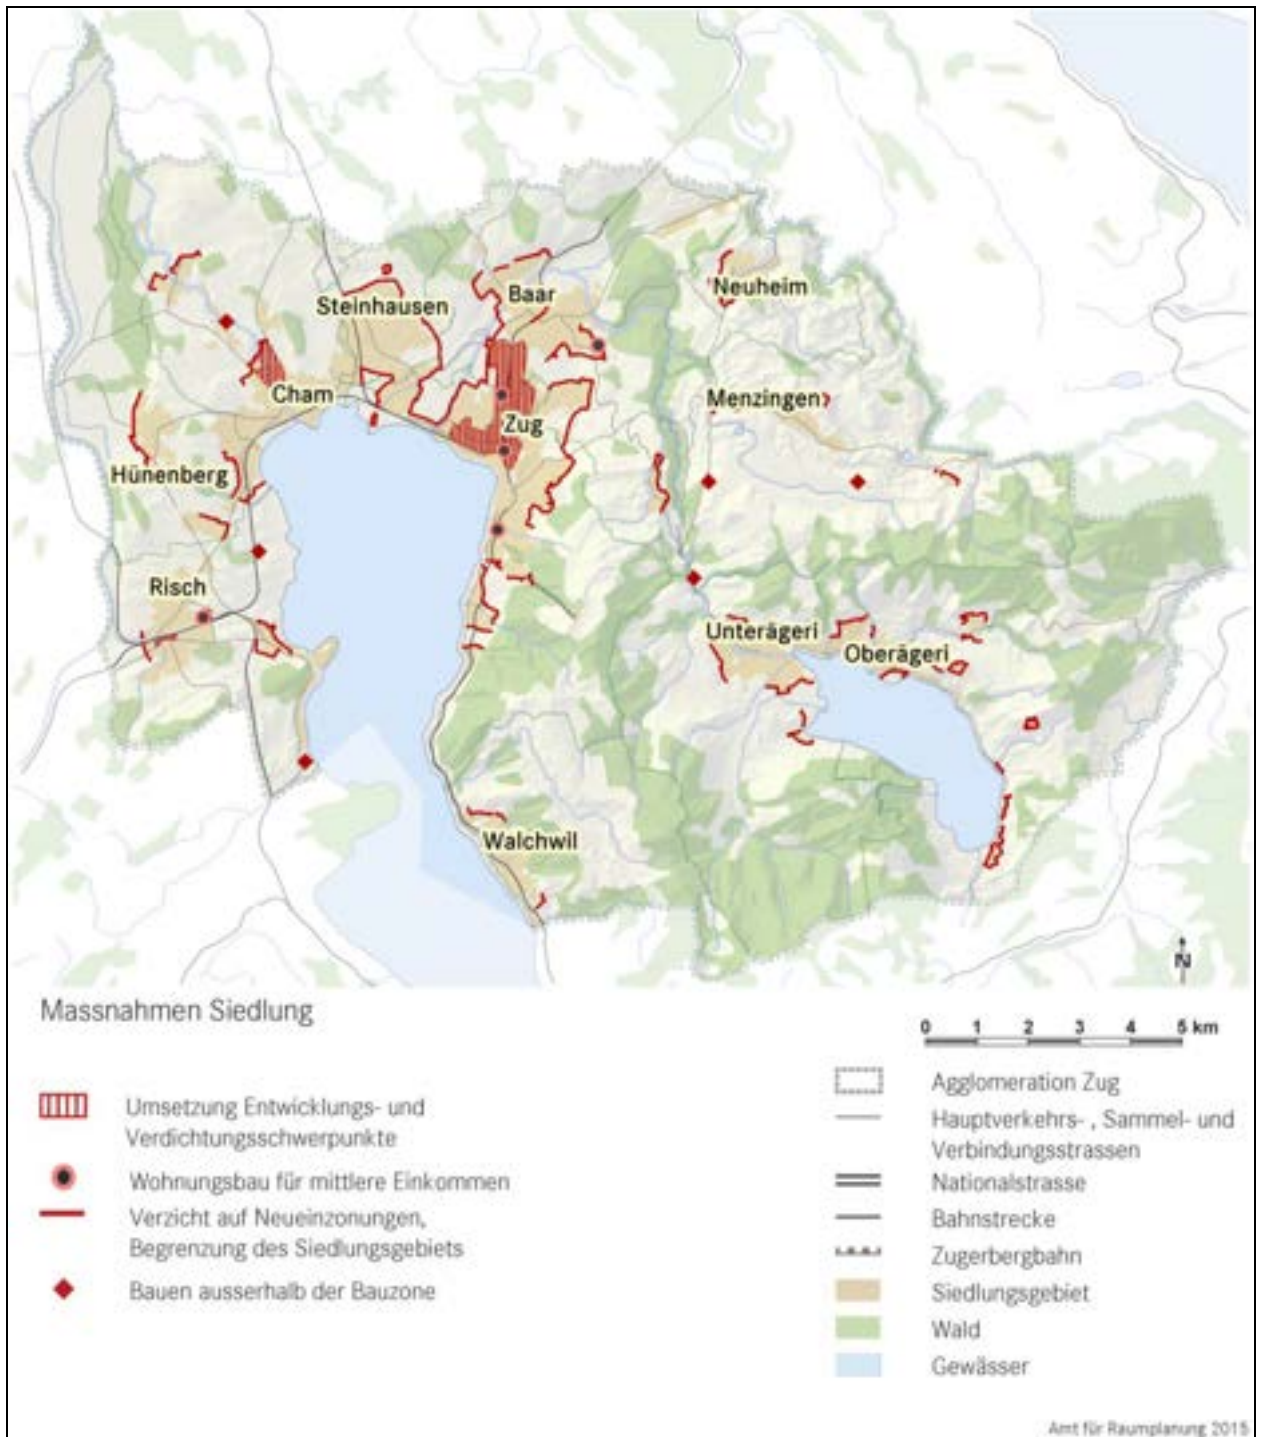 Neuheim
Baar
Steinhausen
Cham
Menzingen
Zug
Hünenberg
Risch
Unterägeri
Oberägeri
Walchwil
N
Massnahmen Siedlung
0 1 2 3 4 5 km
Umsetzung Entwicklungs- und
Verdichtungsschwerpunkte
Wohnungsbau für mittlere Einkommen
Verzicht auf Neueinzonungen,
Begrenzung des Siedlungsgebiets
Bauen ausserhalb der Bauzone
Agglomeration Zug
Hauptverkehrs- , Sammel- und
Verbindungsstrassen
Nationalstrasse
Bahnstrecke
Zugerbergbahn
Siedlungsgebiet
Wald
Gewässer
Amt für Raumplanung 2015